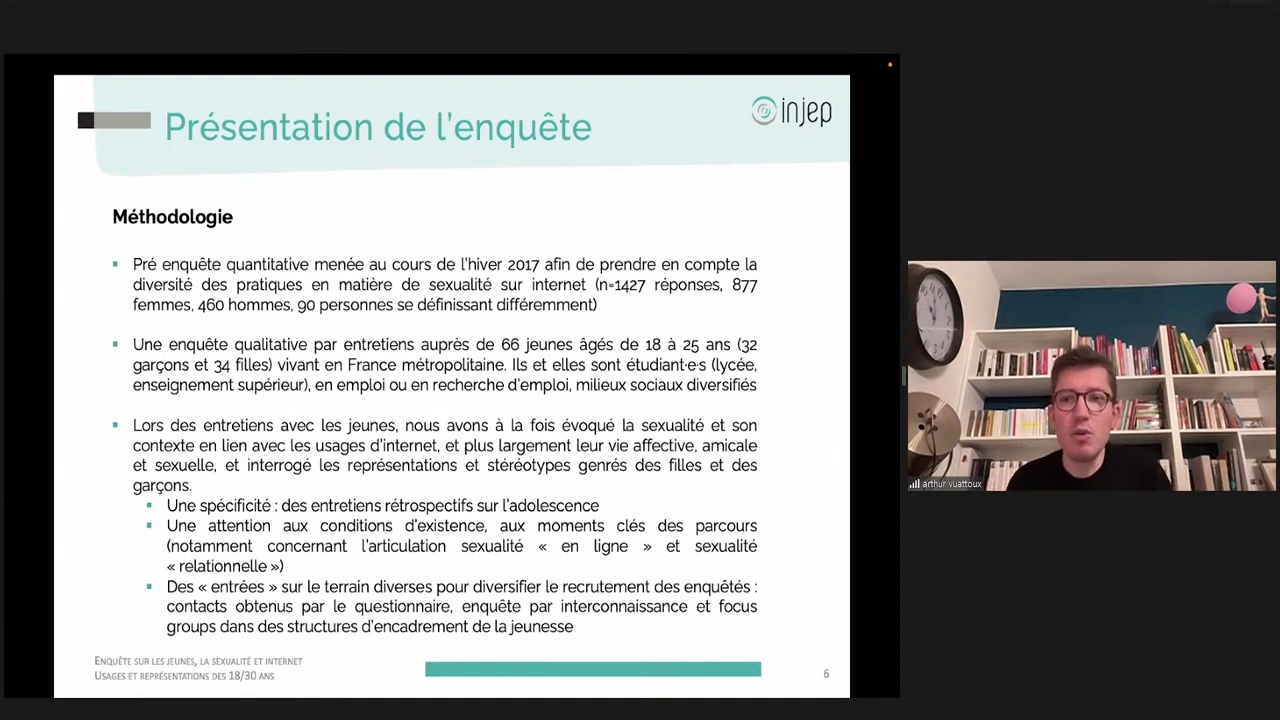 Présentation de l'enquête
injep
Méthodologie
▪ Pré enquête quantitative menée au cours de l'hiver 2017 afin de prendre en compte la
diversité des pratiques en matière de sexualité sur internet (n=1427 réponses, 877
femmes, 460 hommes, 90 personnes se définissant différemment)
▪ Une enquête qualitative par entretiens auprès de 66 jeunes âgés de 18 à 25 ans (32
garçons et 34 filles) vivant en France métropolitaine. Ils et elles sont étudiant·e·s (lycée,
enseignement supérieur), en emploi ou en recherche d'emploi, milieux sociaux diversifiés
▪ Lors des entretiens avec les jeunes, nous avons à la fois évoqué la sexualité et son
contexte en lien avec les usages d'internet, et plus largement leur vie affective, amicale
et sexuelle, et interrogé les représentations et stéréotypes genrés des filles et des
garçons.
▪ Une spécificité : des entretiens rétrospectifs sur l'adolescence
▪ Une attention aux conditions d'existence, aux moments clés des parcours
(notamment concernant l'articulation sexualité « en ligne » et sexualité
« relationnelle »)
▪ Des « entrées » sur le terrain diverses pour diversifier le recrutement des enquêtés :
contacts obtenus par le questionnaire, enquête par interconnaissance et focus
groups dans des structures d'encadrement de la jeunesse
Enquête sur les jeunes, la sexualité et internet
Usages et représentations des 18/30 ans
6
arthur vuattoux